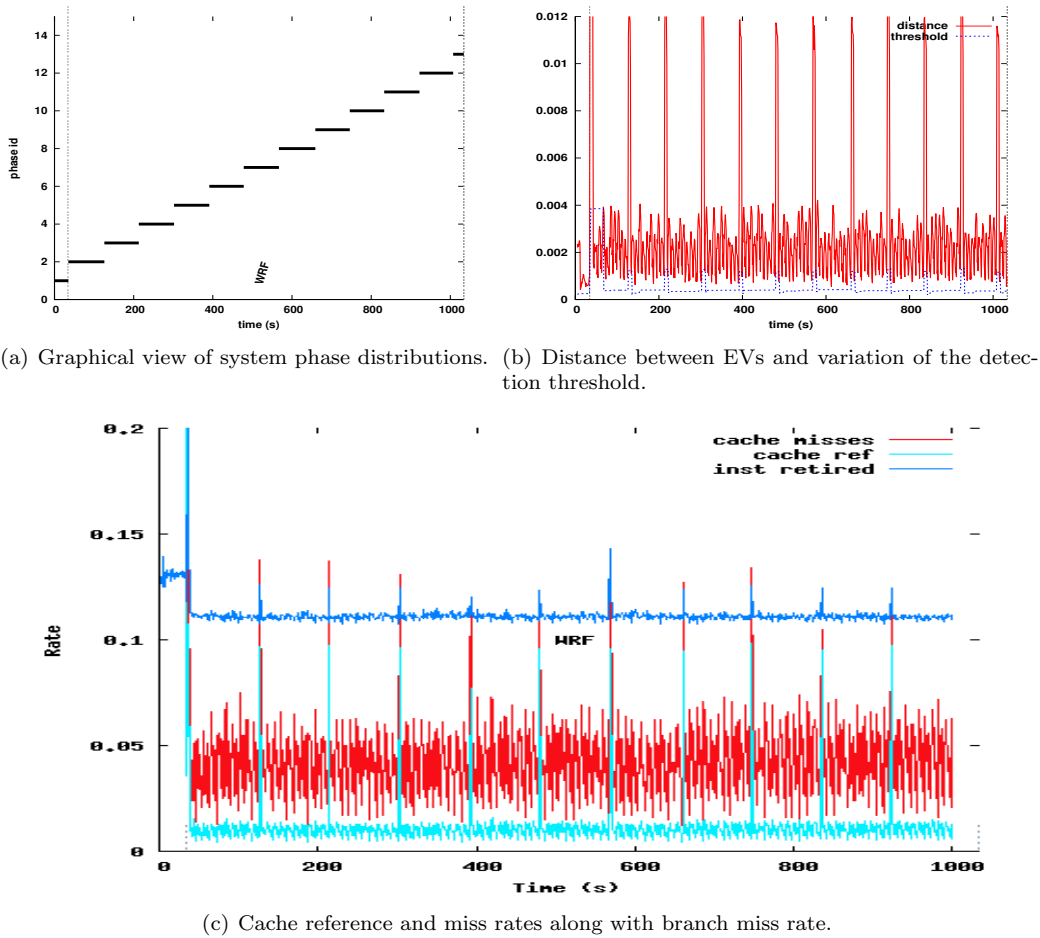 14
12
10
8
6
4
2
0
phase id
WRF
0 200 400 600 800 1000
time (s)
0.012
0.01
0.008
0.006
0.004
0.002
0
distance
threshold
0 200 400 600 800 1000
time (s)
(a) Graphical view of system phase distributions.
(b) Distance between EVs and variation of the detec-
tion threshold.
0.2
0.15
0.1
0.05
0
Rate
cache misses
cache ref
inst retired
WRF
0 200 400 600 800 1000
Time (s)
(c) Cache reference and miss rates along with branch miss rate.